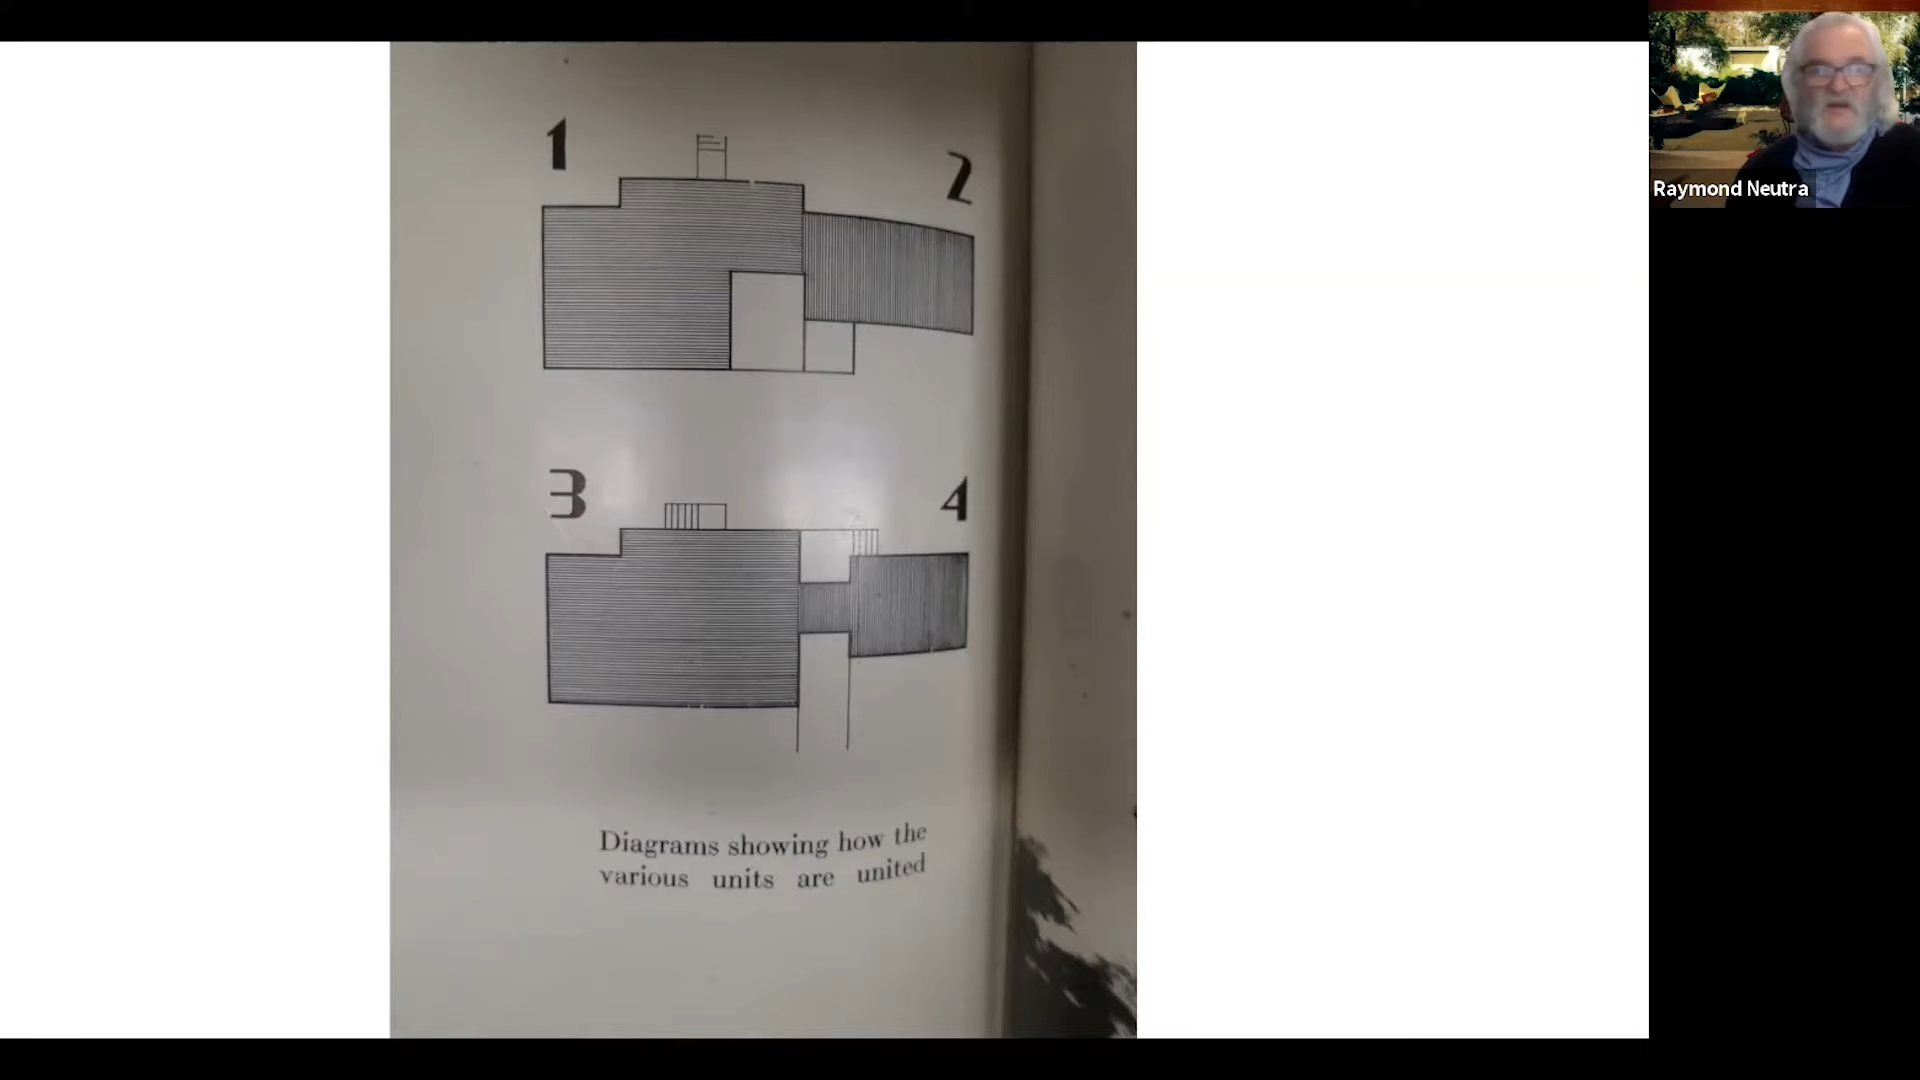 1
2
3
4
Diagrams showing how the
various units are united
Raymond Neutra